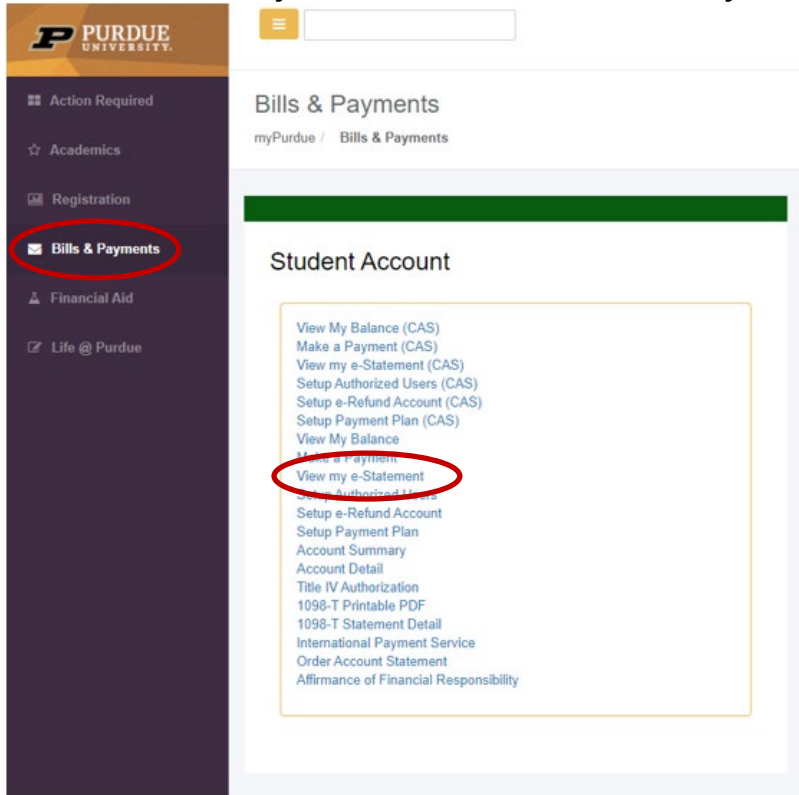 PURDUE
UNIVERSITY.
Action Required
Academics
Registration
Bills & Payments
Financial Aid
Life @ Purdue
Bills & Payments
myPurdue / Bills & Payments
Student Account
View My Balance (CAS)
Make a Payment (CAS)
View my e-Statement (CAS)
Setup Authorized Users (CAS)
Setup e-Refund Account (CAS)
Setup Payment Plan (CAS)
View My Balance
Make a Payment
View my e-Statement
Setup Authorized Users
Setup e-Refund Account
Setup Payment Plan
Account Summary
Account Detail
Title IV Authorization
1098-T Printable PDF
1098-T Statement Detail
International Payment Service
Order Account Statement
Affirmance of Financial Responsibility